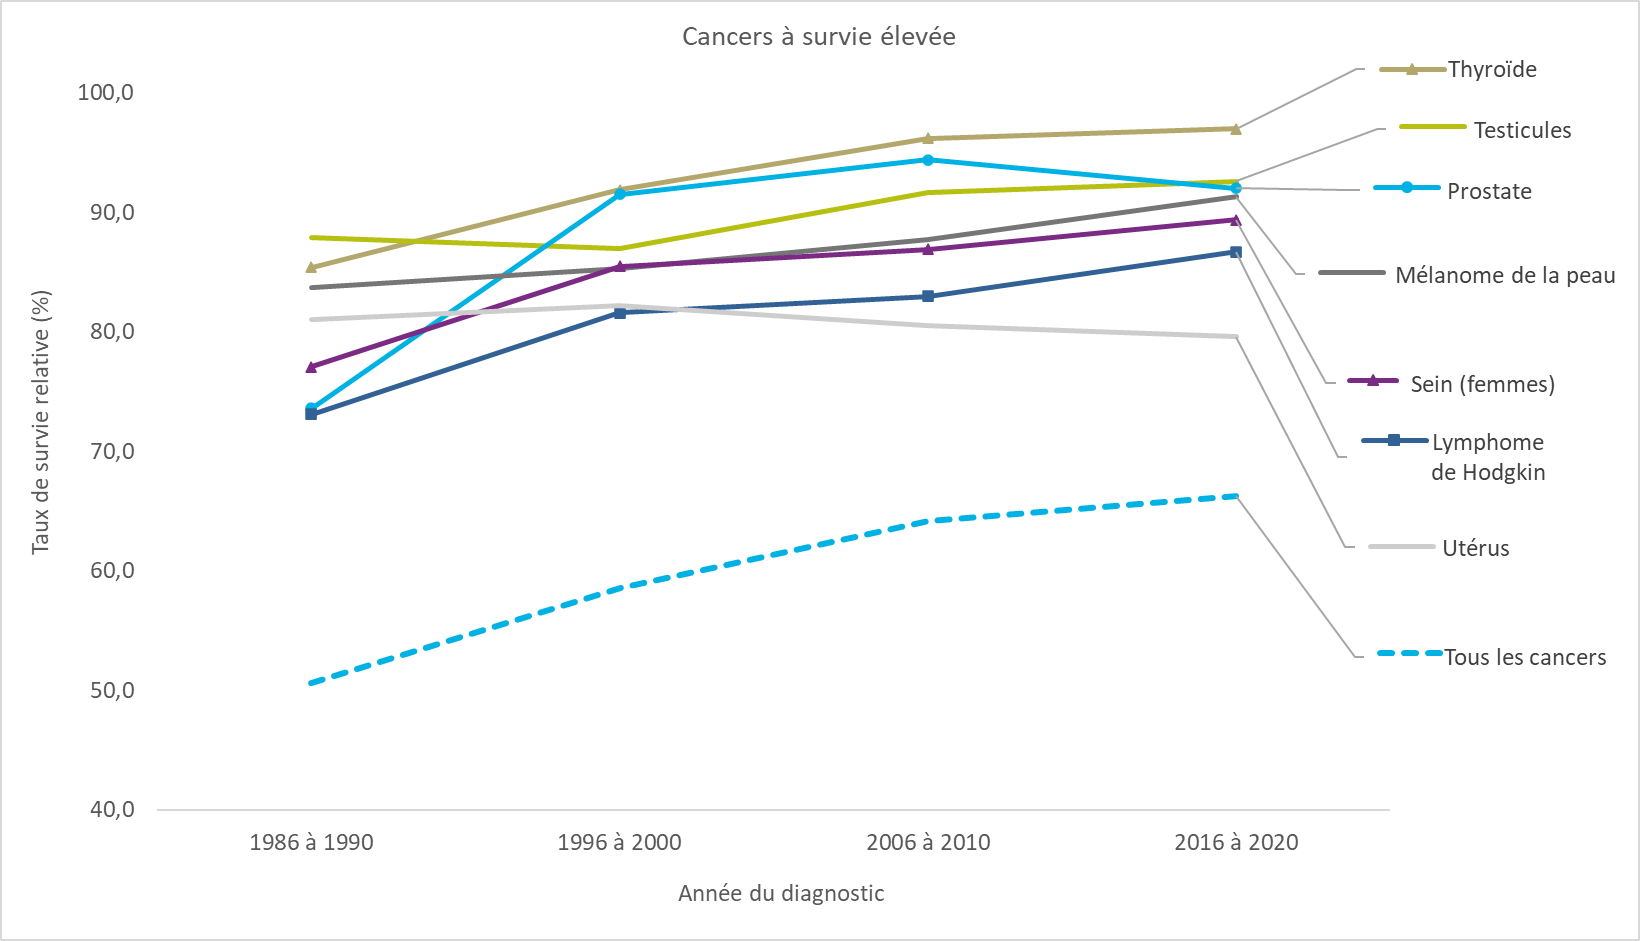 Cancers à survie élevée
Taux de survie relative (%)
100,0
90,0
80,0
70,0
60,0
50,0
40,0
1986 à 1990
1996 à 2000
2006 à 2010
2016 à 2020
Année du diagnostic
Thyroïde
Testicules
Prostate
Mélanome de la peau
Sein (femmes)
Lymphome
de Hodgkin
Utérus
Tous les cancers